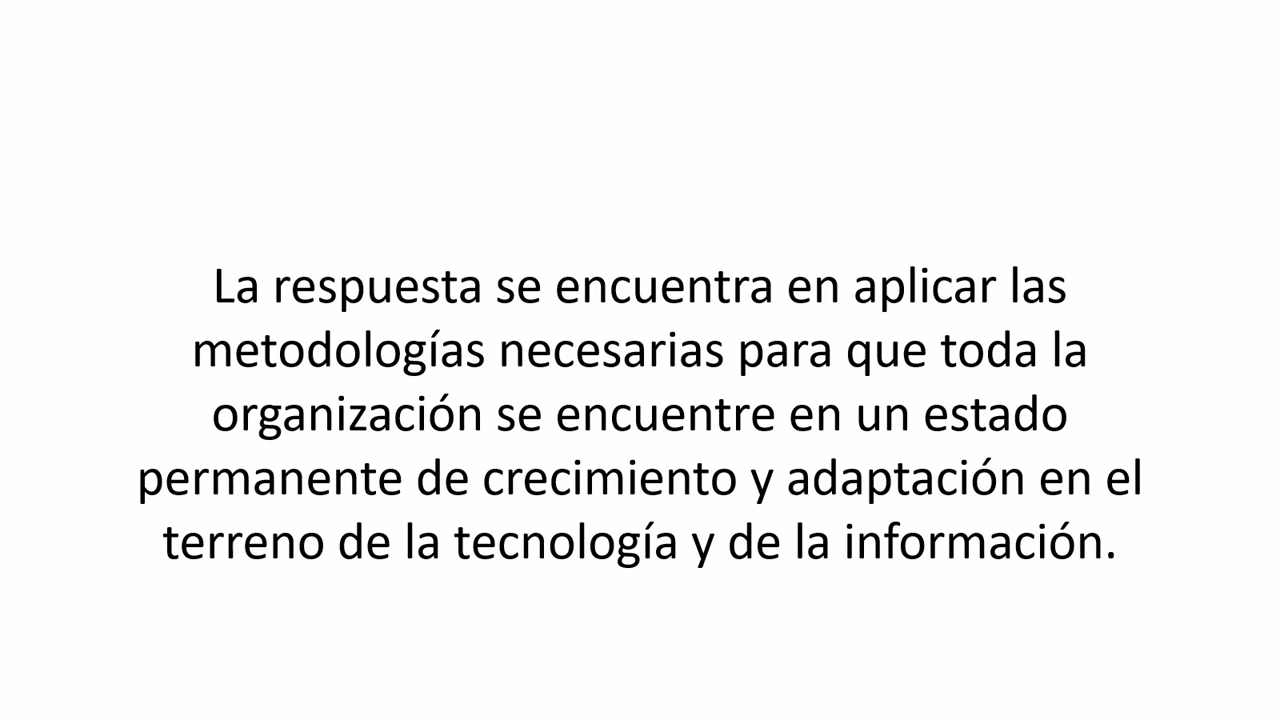 La respuesta se encuentra en aplicar las
metodologías necesarias para que toda la
organización se encuentre en un estado
permanente de crecimiento y adaptación en el
terreno de la tecnología y de la información.